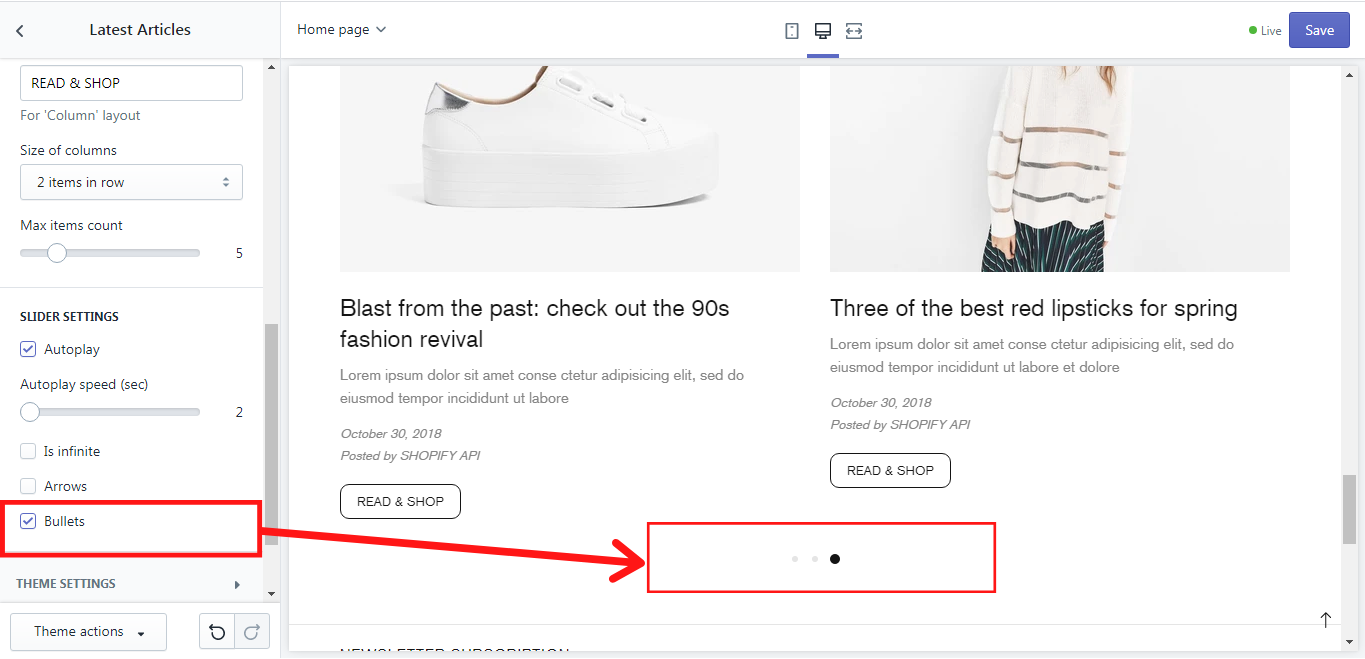 Latest Articles
Home page
Live
Save
READ & SHOP
For 'Column' layout
Size of columns
2 items in row
Max items count
5
SLIDER SETTINGS
Autoplay
Autoplay speed (sec)
2
Is infinite
Arrows
Bullets
THEME SETTINGS
Theme actions
Blast from the past: check out the 90s
fashion revival
Lorem ipsum dolor sit amet conse ctetur adipisicing elit, sed do
eiusmod tempor incididunt ut labore
October 30, 2018
Posted by SHOPIFY API
READ & SHOP
Three of the best red lipsticks for spring
Lorem ipsum dolor sit amet conse ctetur adipisicing elit, sed do
eiusmod tempor incididunt ut labore et dolore
October 30, 2018
Posted by SHOPIFY API
READ & SHOP
NEWSLETTER SUBSCRIPTION